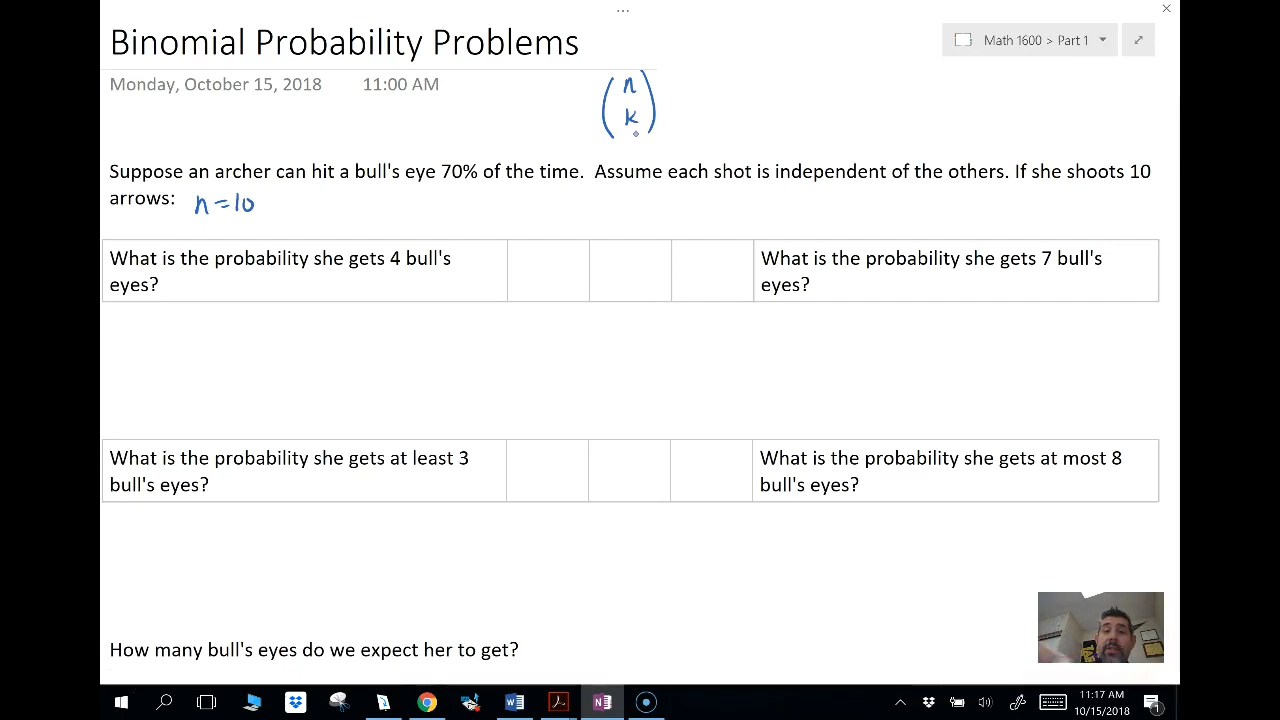 ...
Binomial Probability Problems
Math 1600 > Part 1
Monday, October 15, 2018 11:00 AM
n
k
Suppose an archer can hit a bull's eye 70% of the time. Assume each shot is independent of the others. If she shoots 10
arrows: n=10
What is the probability she gets 4 bull's
eyes?
What is the probability she gets 7 bull's
eyes?
What is the probability she gets at least 3
bull's eyes?
What is the probability she gets at most 8
bull's eyes?
How many bull's eyes do we expect her to get?
11:17 AM
10/15/2018
1